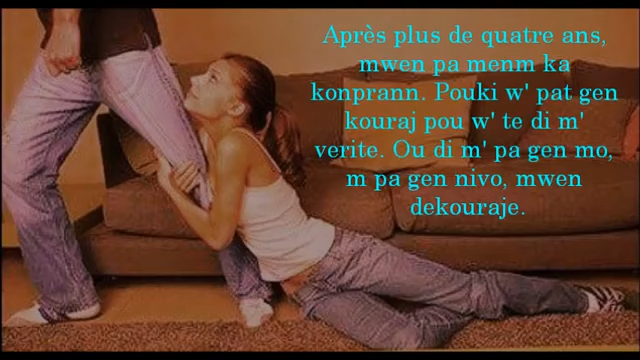 Après plus de quatre ans,
mwen pa menm ka
konprann. Pouki w' pat gen
kouraj pou w' te di m'
verite. Ou di m' pa gen mo,
m pa gen nivo, mwen
dekouraje.